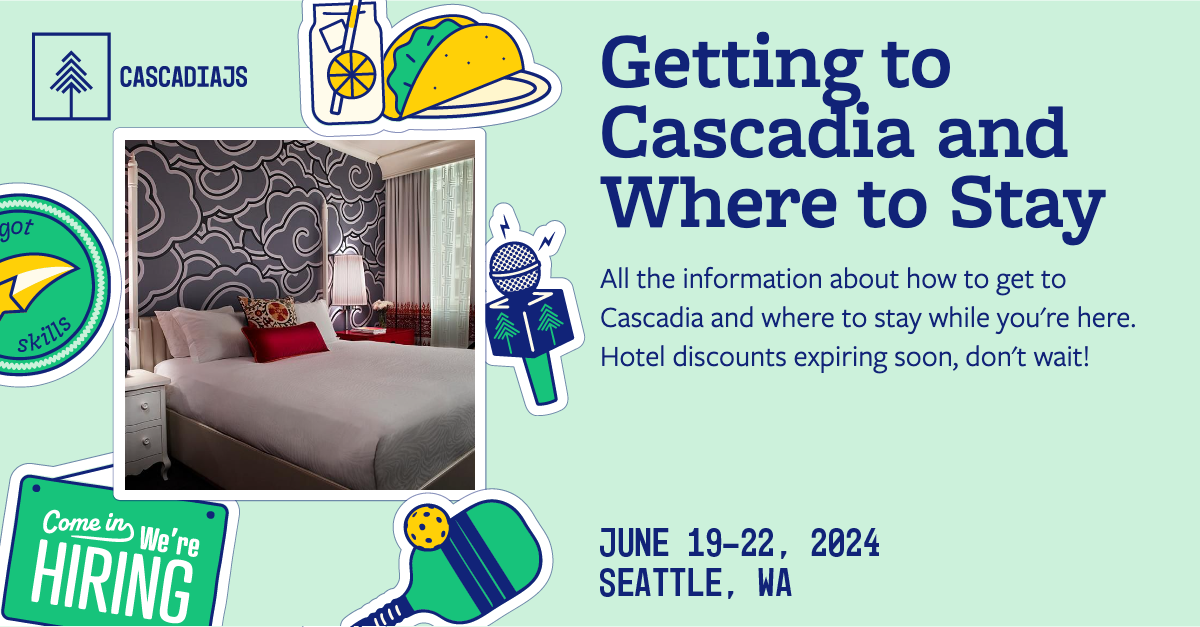 CASCADIAJS
Getting to
Cascadia and
Where to Stay
All the information about how to get to
Cascadia and where to stay while you're here.
Hotel discounts expiring soon, don't wait!
got
skills
Come in
We're
HIRING
JUNE 19–22, 2024
SEATTLE, WA